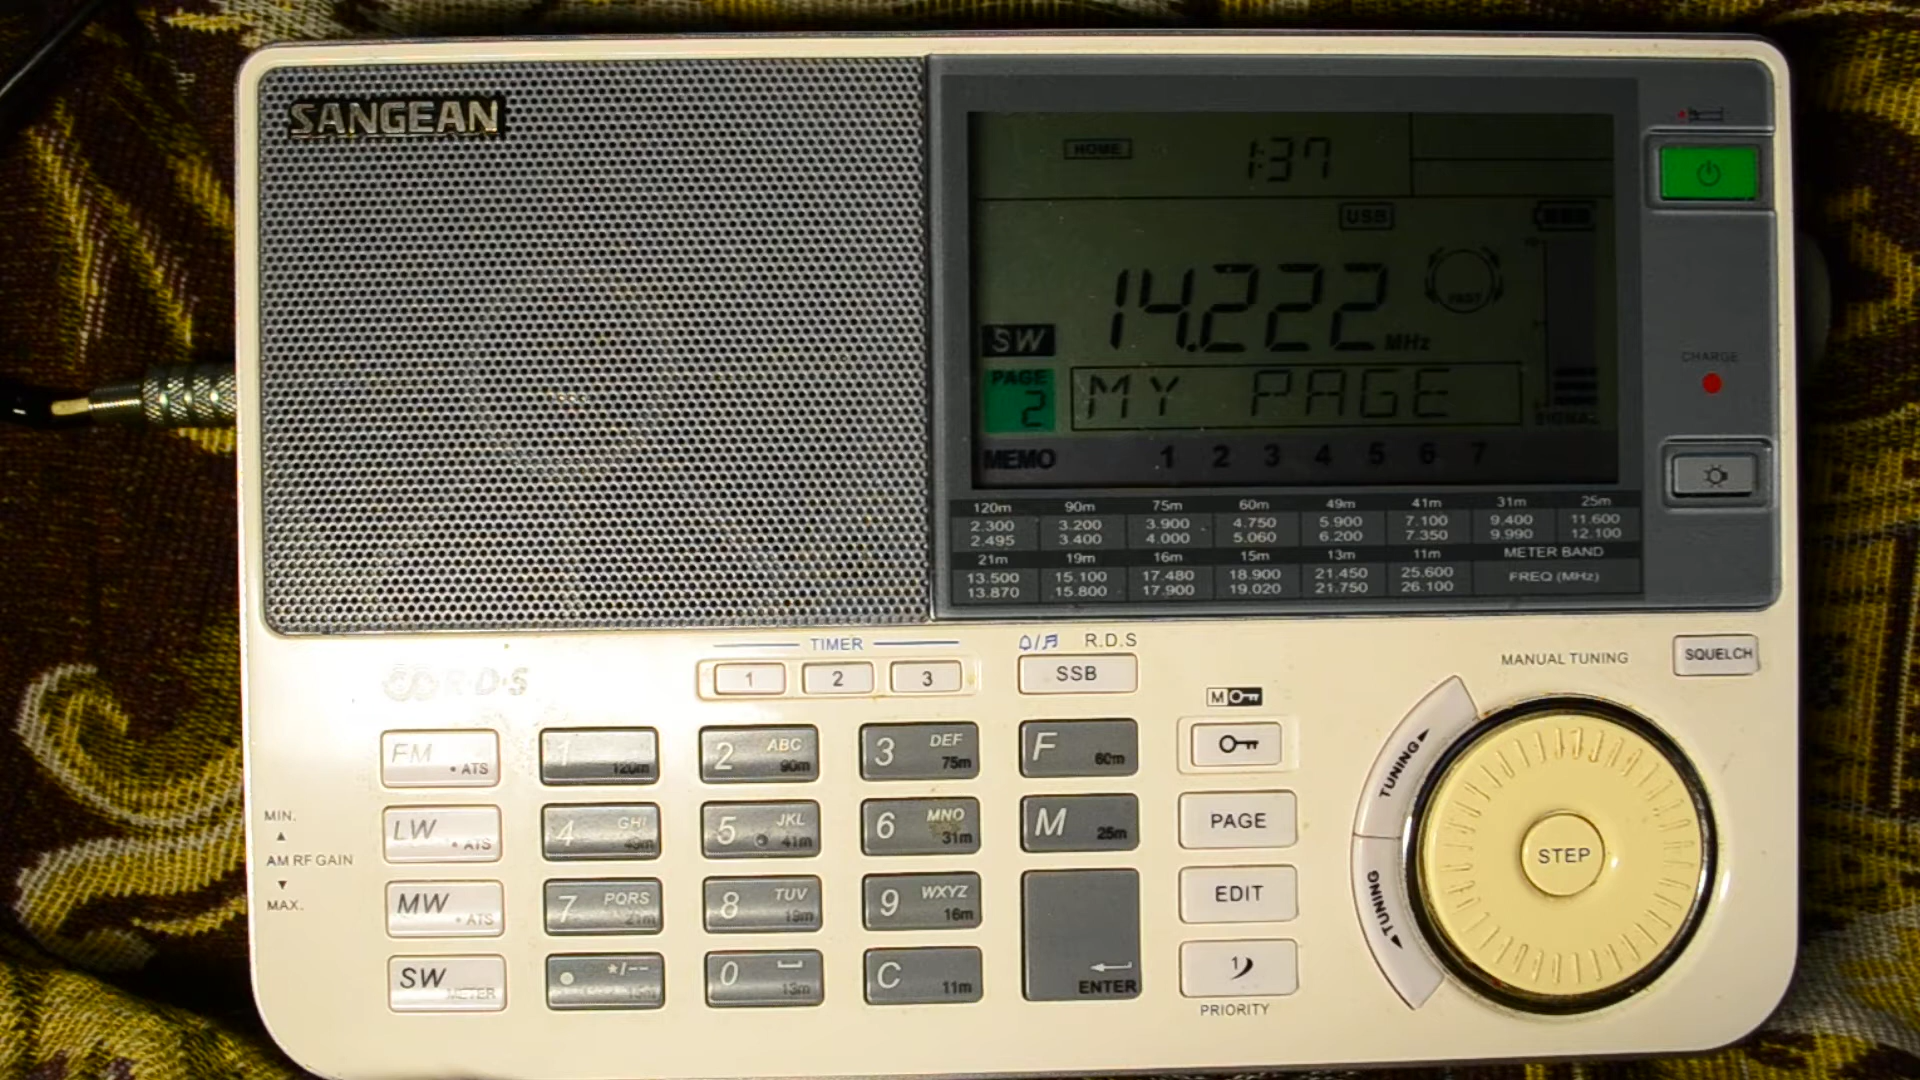 SANGEAN
HOME 1:37
USB
14.222 MHz
FAST
SW
PAGE
2
MY PAGE
SIGNAL
MEMO 1 2 3 4 5 6 7
CHARGE
120m 90m 75m 60m 49m 41m 31m 25m
2.300 3.200 3.900 4.750 5.900 7.100 9.400 11.600
2.495 3.400 4.000 5.060 6.200 7.350 9.990 12.100
21m 19m 16m 15m 13m 11m METER BAND
13.500 15.100 17.480 18.900 21.450 25.600 FREQ (MHz)
13.870 15.800 17.900 19.020 21.750 26.100
TIMER
1 2 3
R.D.S
SSB
R·D·S
MANUAL TUNING
SQUELCH
M
FM • ATS
1 120m
2 ABC 90m
3 DEF 75m
F 60m
TUNING
LW • ATS
4 GHI 49m
5 JKL 41m
6 MNO 31m
M 25m
PAGE
STEP
MIN.
AM RF GAIN
MAX.
MW • ATS
7 PQRS 21m
8 TUV 19m
9 WXYZ 16m
EDIT
TUNING
SW METER
• */-- 15m
0 13m
C 11m
ENTER
PRIORITY